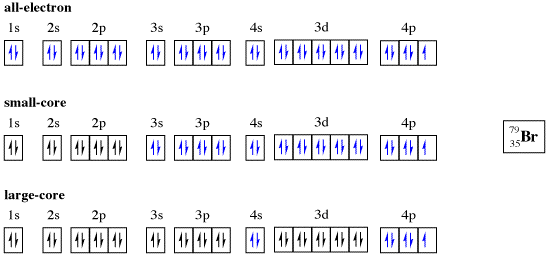 all-electron
1s 2s 2p 3s 3p 4s 3d 4p
small-core
1s 2s 2p 3s 3p 4s 3d 4p
79
35 Br
large-core
1s 2s 2p 3s 3p 4s 3d 4p